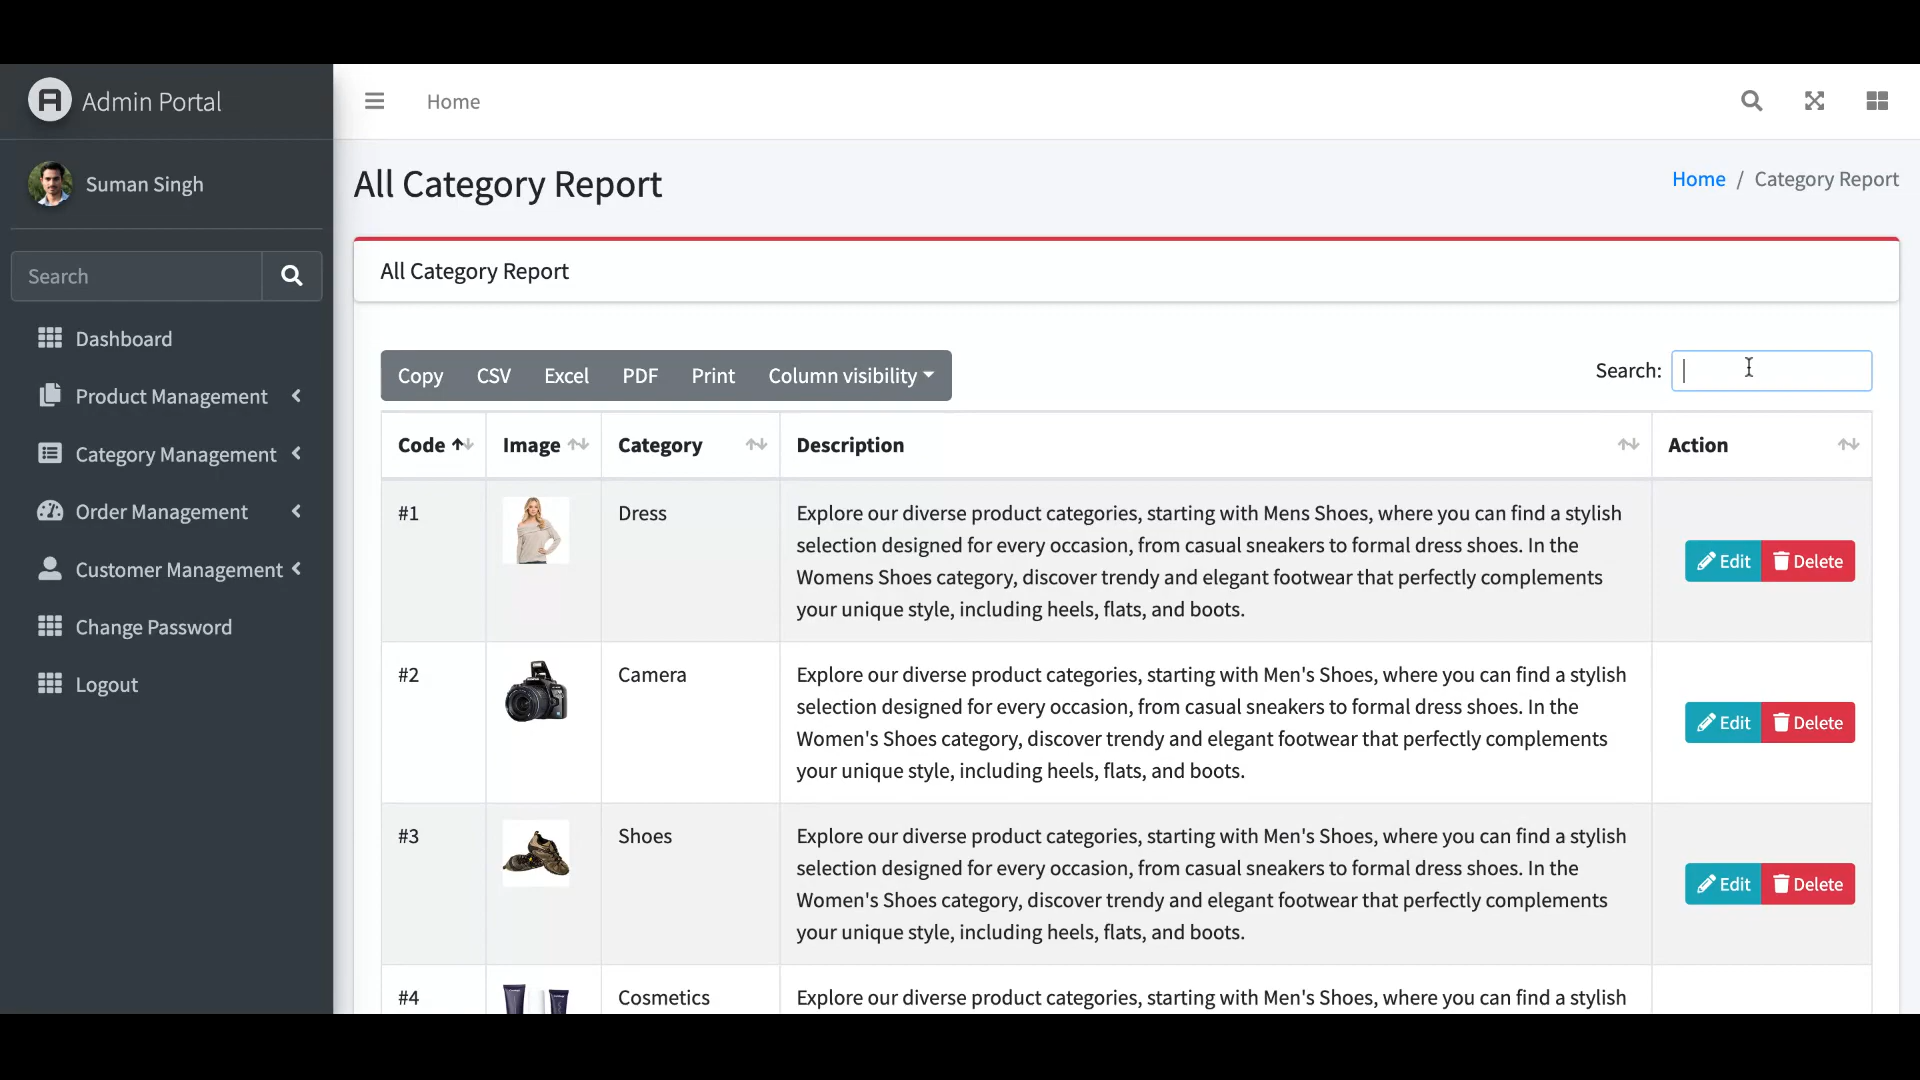 Admin Portal
Home
Suman Singh
All Category Report
Home / Category Report
Search
All Category Report
Dashboard
Product Management
Category Management
Order Management
Customer Management
Change Password
Logout
Copy CSV Excel PDF Print Column visibility
Search:
Code Image Category Description Action
#1 Dress Explore our diverse product categories, starting with Mens Shoes, where you can find a stylish
selection designed for every occasion, from casual sneakers to formal dress shoes. In the
Womens Shoes category, discover trendy and elegant footwear that perfectly complements
your unique style, including heels, flats, and boots.
Edit Delete
#2 Camera Explore our diverse product categories, starting with Men's Shoes, where you can find a stylish
selection designed for every occasion, from casual sneakers to formal dress shoes. In the
Women's Shoes category, discover trendy and elegant footwear that perfectly complements
your unique style, including heels, flats, and boots.
Edit Delete
#3 Shoes Explore our diverse product categories, starting with Men's Shoes, where you can find a stylish
selection designed for every occasion, from casual sneakers to formal dress shoes. In the
Women's Shoes category, discover trendy and elegant footwear that perfectly complements
your unique style, including heels, flats, and boots.
Edit Delete
#4 Cosmetics Explore our diverse product categories, starting with Men's Shoes, where you can find a stylish